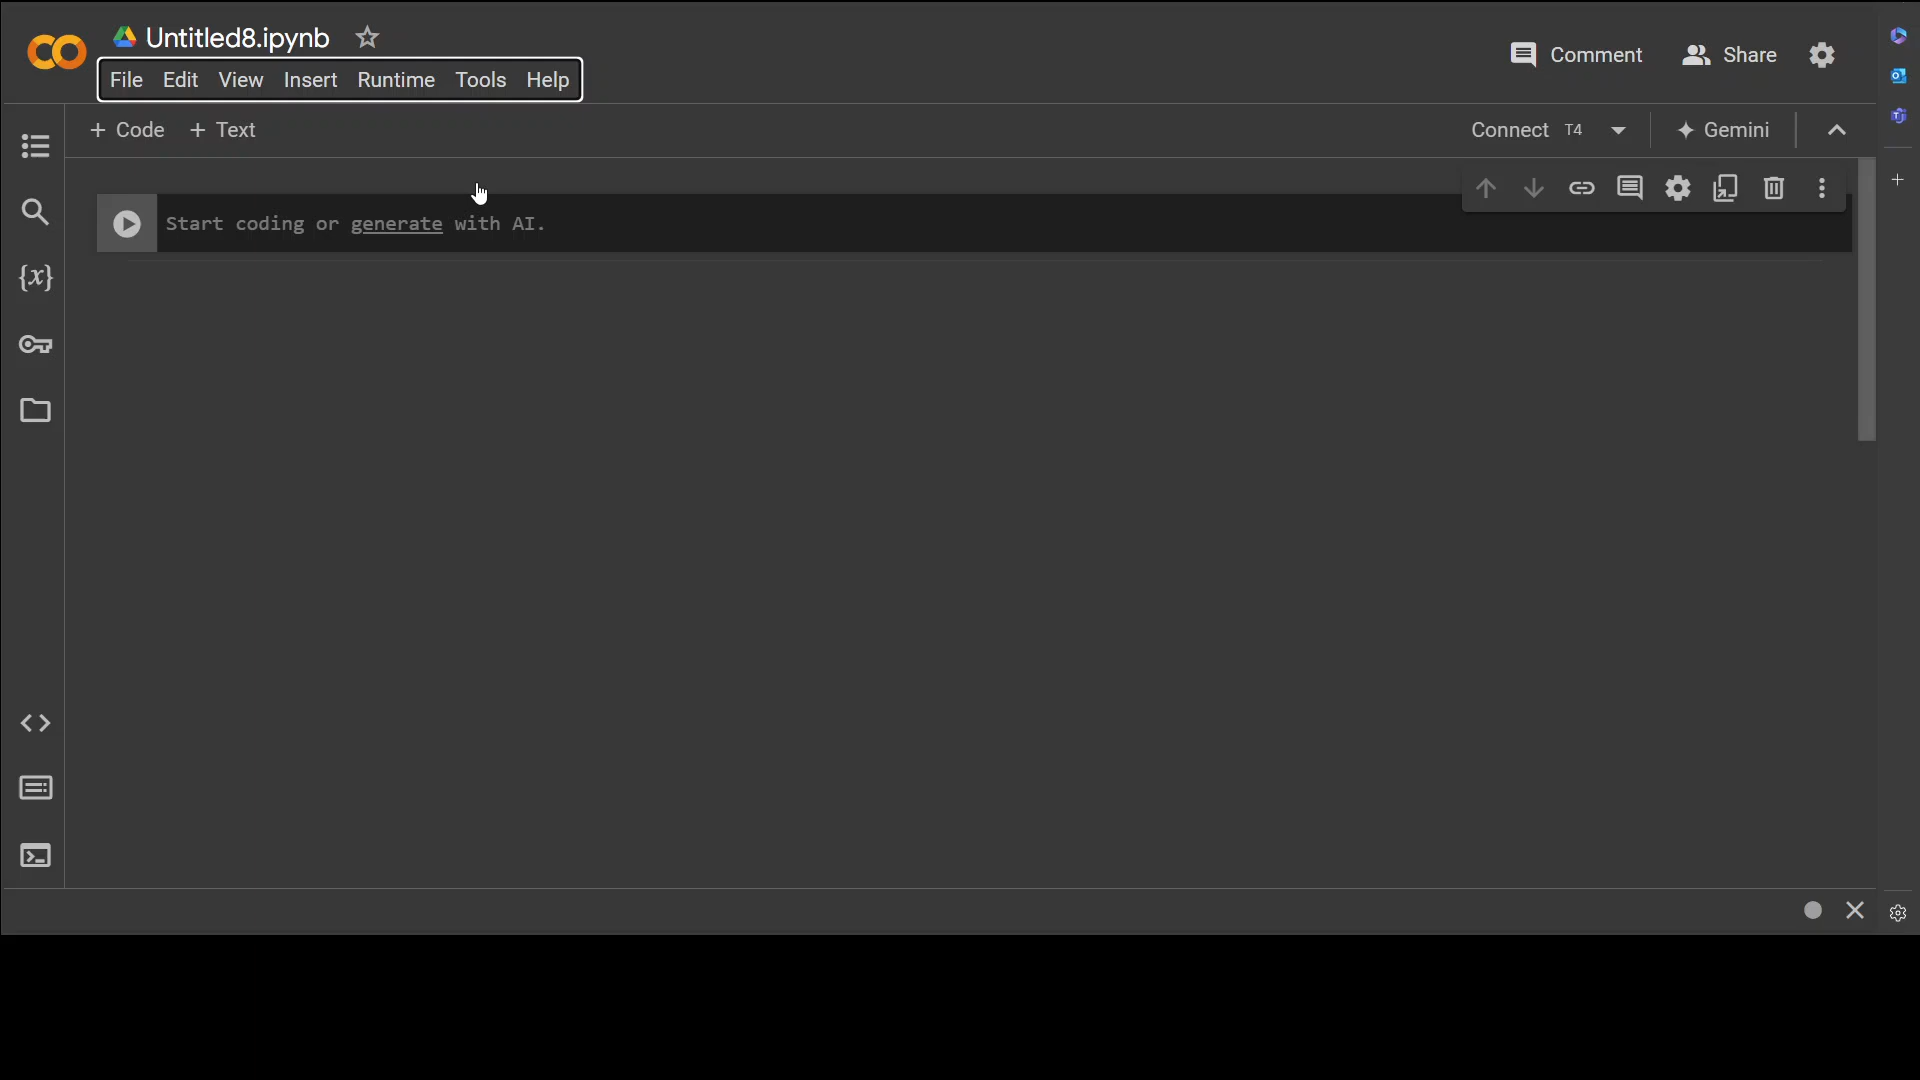 Untitled8.ipynb
Comment Share
File Edit View Insert Runtime Tools Help
+ Code + Text
Connect T4 Gemini
Start coding or generate with AI.
{x}